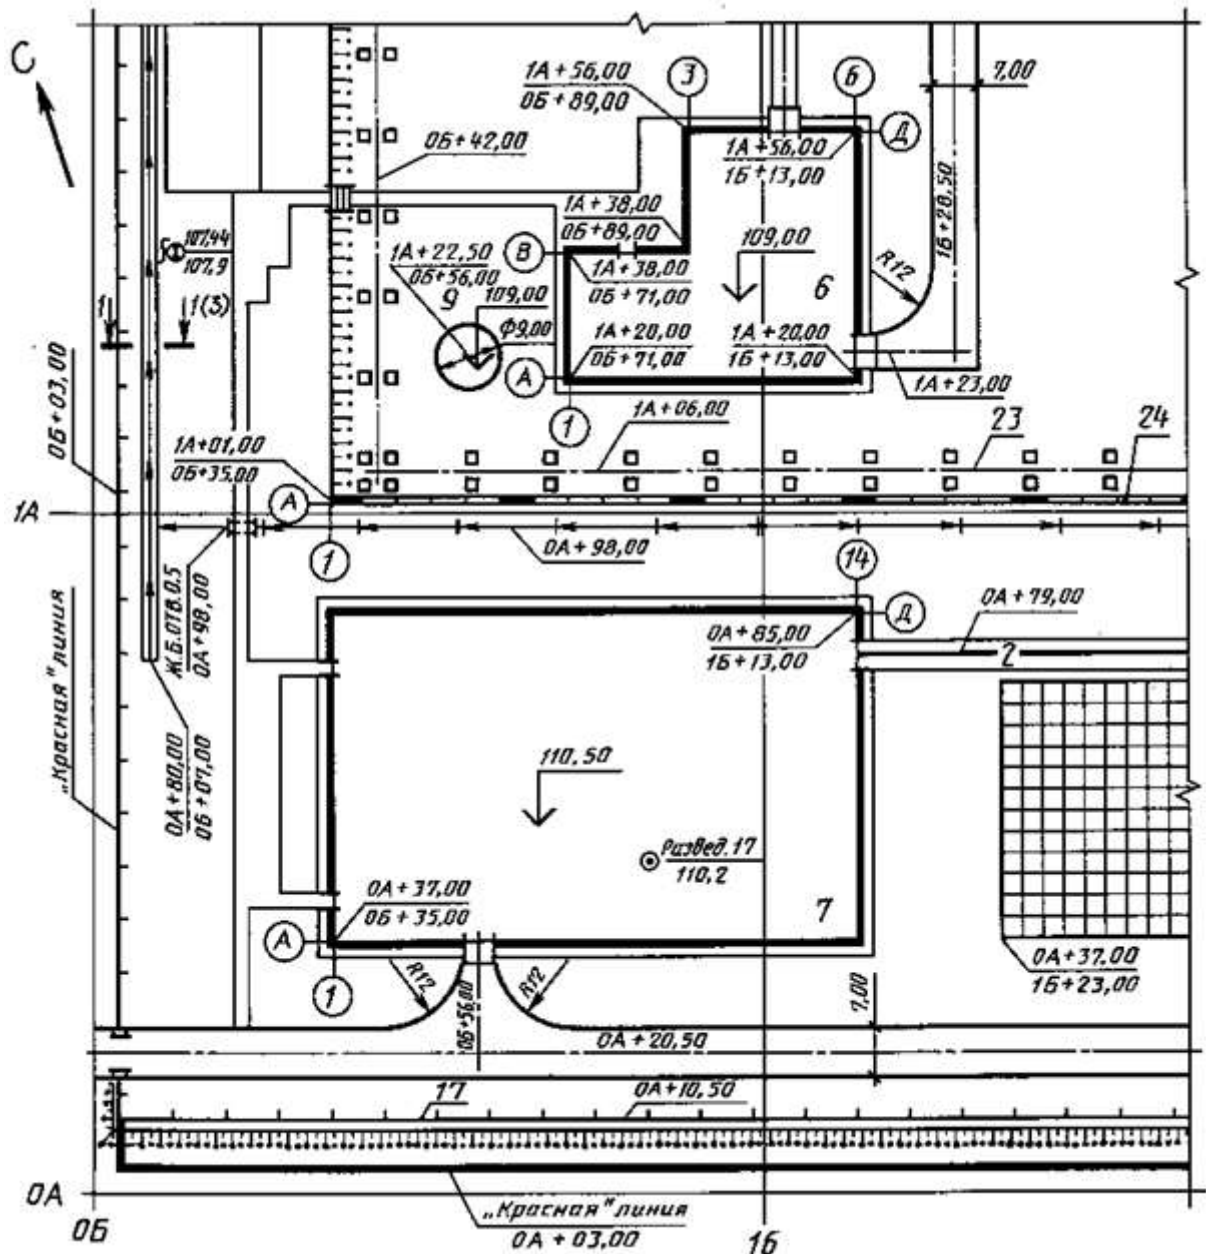 С
1А+56,00
0Б+89,00
3
6
7,00
0Б+42,00
1А+56,00
1Б+13,00
Д
1Б+28,50
107,44
107,9
1А+38,00
0Б+89,00
В
1А+22,50
0Б+56,00
1А+38,00
0Б+71,00
109,00
R12
1
1(3)
9
109,00
6
Ф9,00
1А+20,00
0Б+71,00
1А+20,00
1Б+13,00
А
1А+23,00
0Б+03,00
1
1А+06,00
23
24
1А+01,00
0Б+35,00
А
1А
1
0А+98,00
14
Ж.Б.ОТВ.0.5
0А+98,00
0А+79,00
0А+85,00
1Б+13,00
Д
2
„Красная" линия
0А+80,00
0Б+07,00
110,50
Развед. 17
110,2
0А+37,00
0Б+35,00
7
А
0А+37,00
1Б+23,00
1
R12
0Б+56,00
R12
7,00
0А+20,50
17
0А+10,50
0А
„Красная" линия
0А+03,00
0Б
1Б